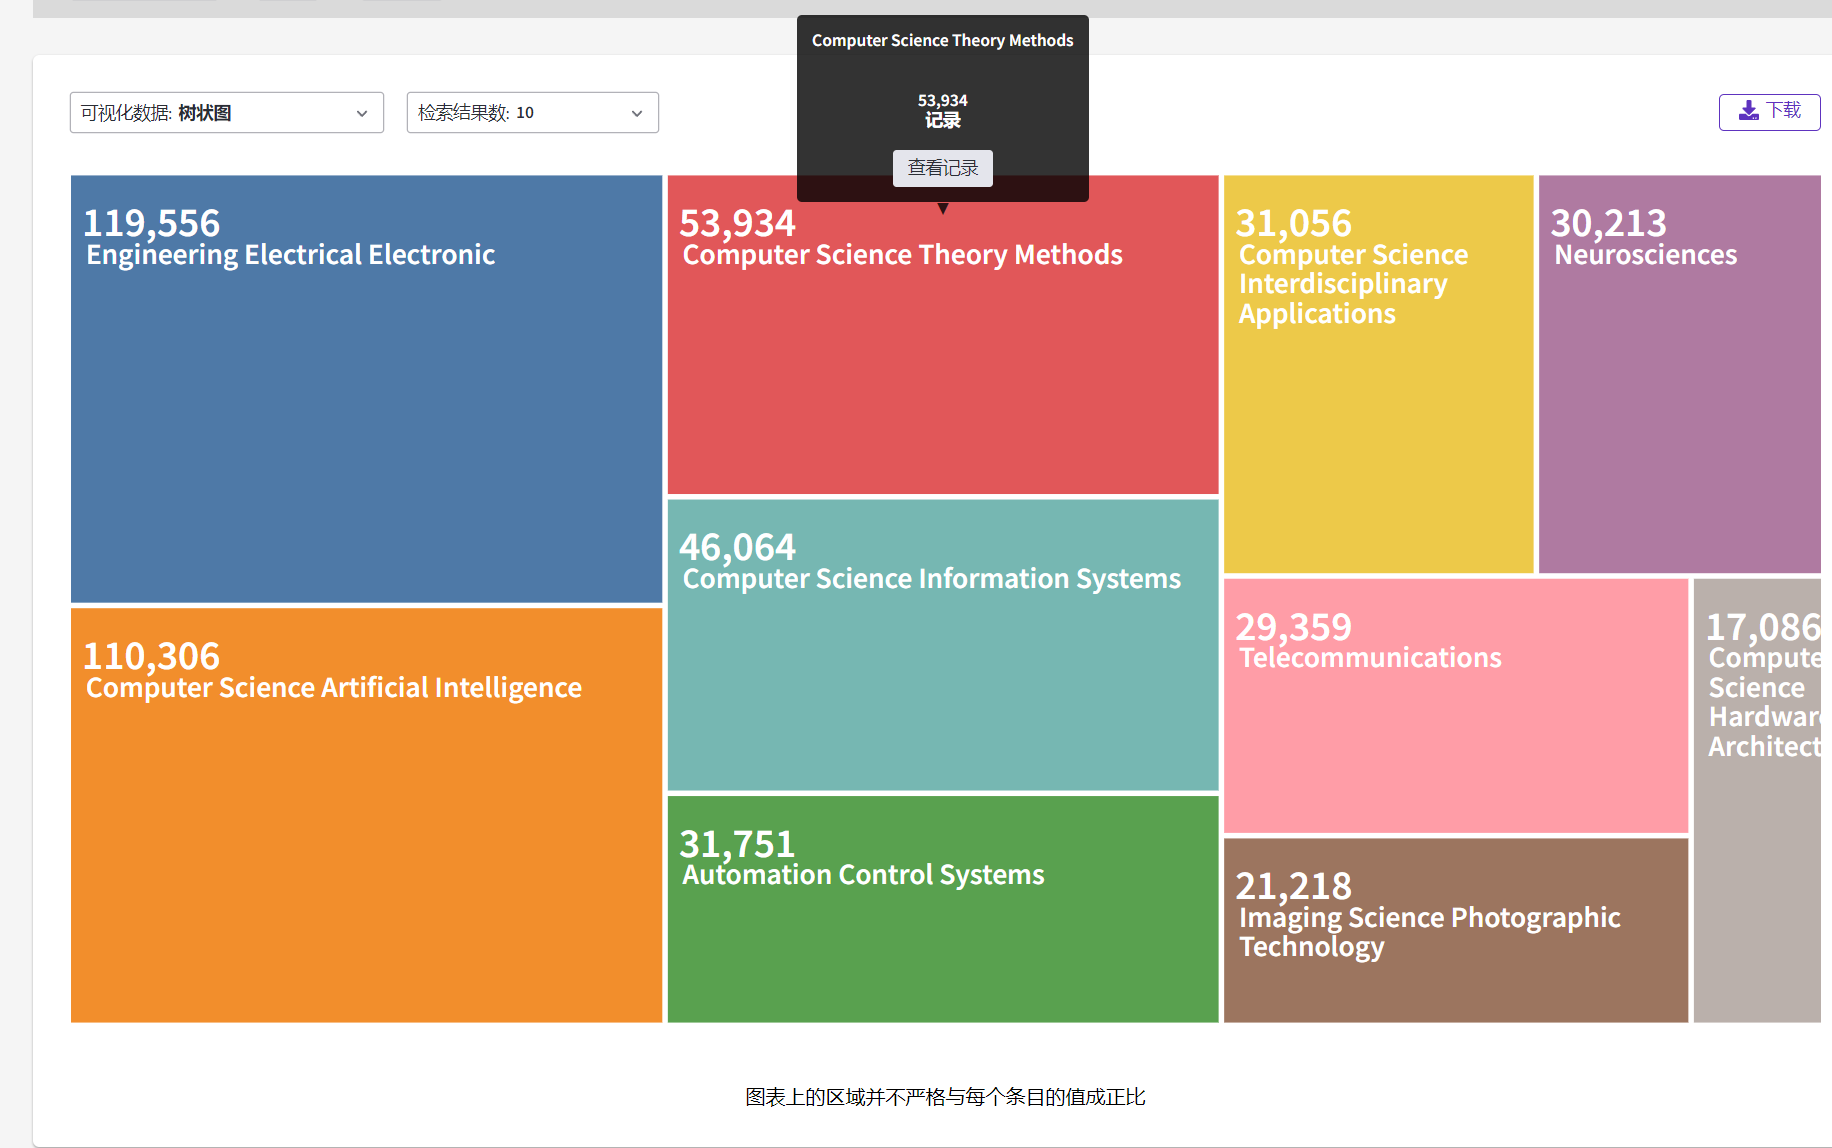 Computer Science Theory Methods
53,934
记录
查看记录
可视化数据: 树状图
检索结果数: 10
下载
119,556
Engineering Electrical Electronic
110,306
Computer Science Artificial Intelligence
53,934
Computer Science Theory Methods
46,064
Computer Science Information Systems
31,751
Automation Control Systems
31,056
Computer Science
Interdisciplinary
Applications
30,213
Neurosciences
29,359
Telecommunications
21,218
Imaging Science Photographic
Technology
17,086
Compute
Science
Hardwar
Architect
图表上的区域并不严格与每个条目的值成正比